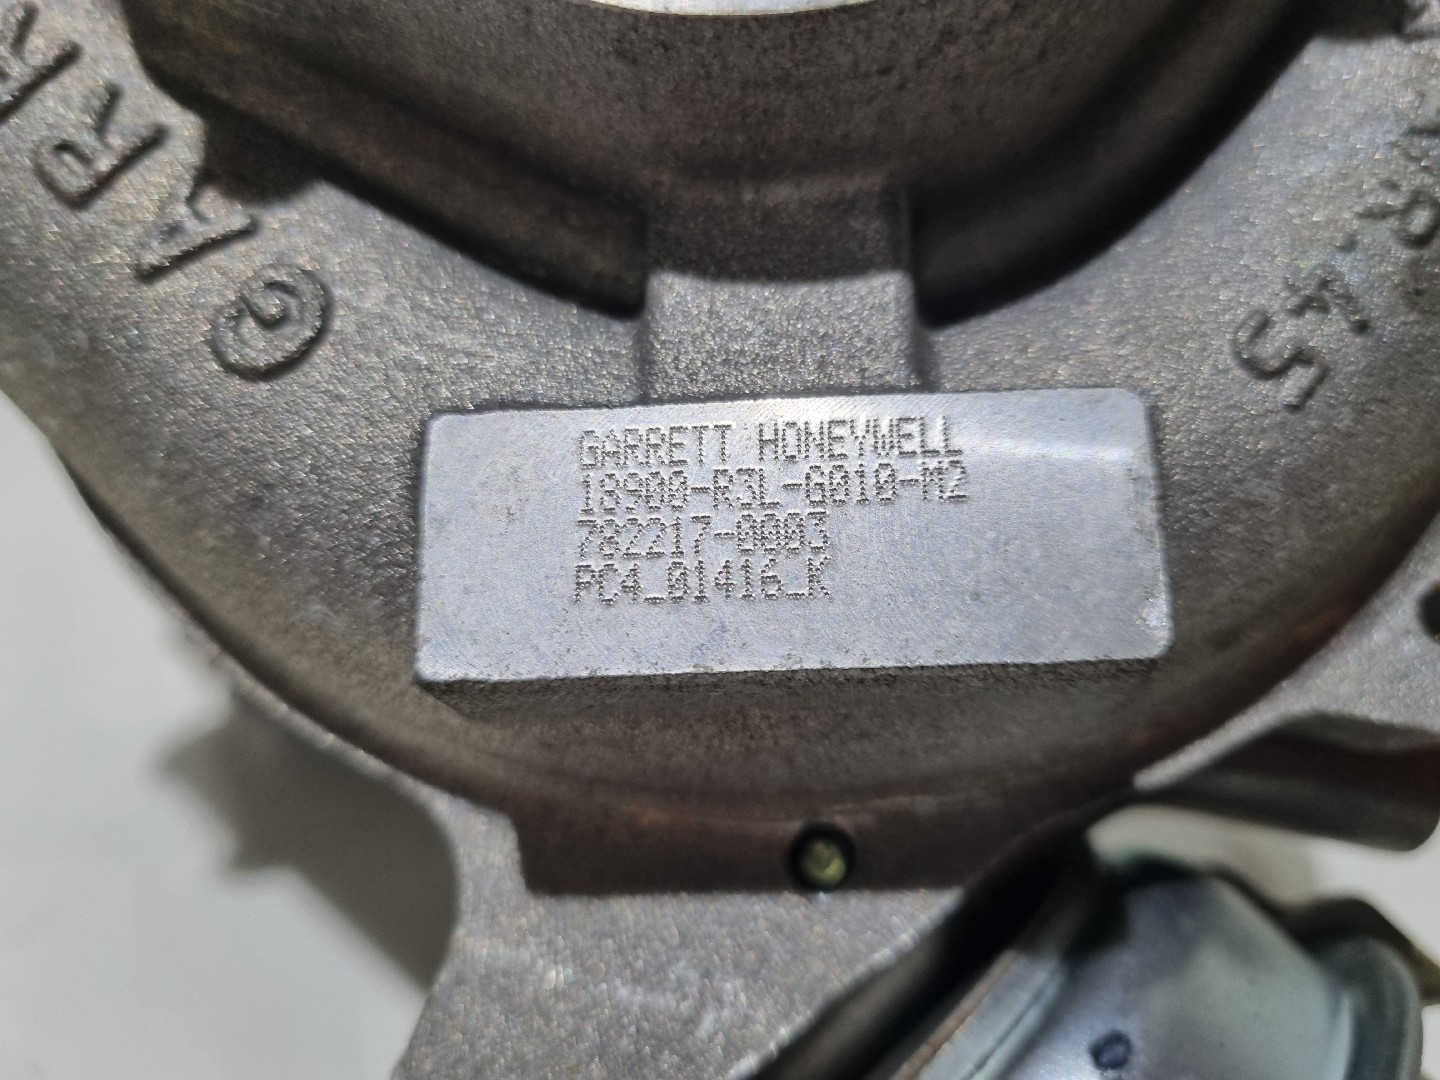 GARRETT HONEYWELL
18900-R3L-G010-M2
782217-0003
PC4_01416_K